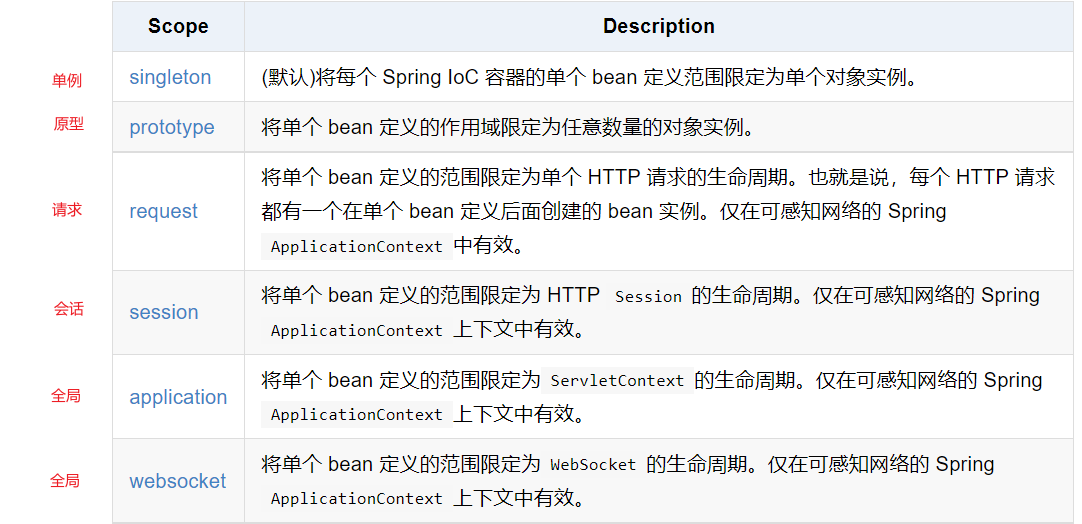 Scope Description
单例 singleton (默认)将每个 Spring IoC 容器的单个 bean 定义范围限定为单个对象实例。
原型 prototype 将单个 bean 定义的作用域限定为任意数量的对象实例。
将单个 bean 定义的范围限定为单个 HTTP 请求的生命周期。也就是说，每个 HTTP 请求
请求 request 都有一个在单个 bean 定义后面创建的 bean 实例。仅在可感知网络的 Spring
ApplicationContext 中有效。
将单个 bean 定义的范围限定为 HTTP Session 的生命周期。仅在可感知网络的 Spring
会话 session
ApplicationContext 上下文中有效。
将单个 bean 定义的范围限定为 ServletContext 的生命周期。仅在可感知网络的 Spring
全局 application
ApplicationContext 上下文中有效。
将单个 bean 定义的范围限定为 WebSocket 的生命周期。仅在可感知网络的 Spring
全局 websocket
ApplicationContext 上下文中有效。